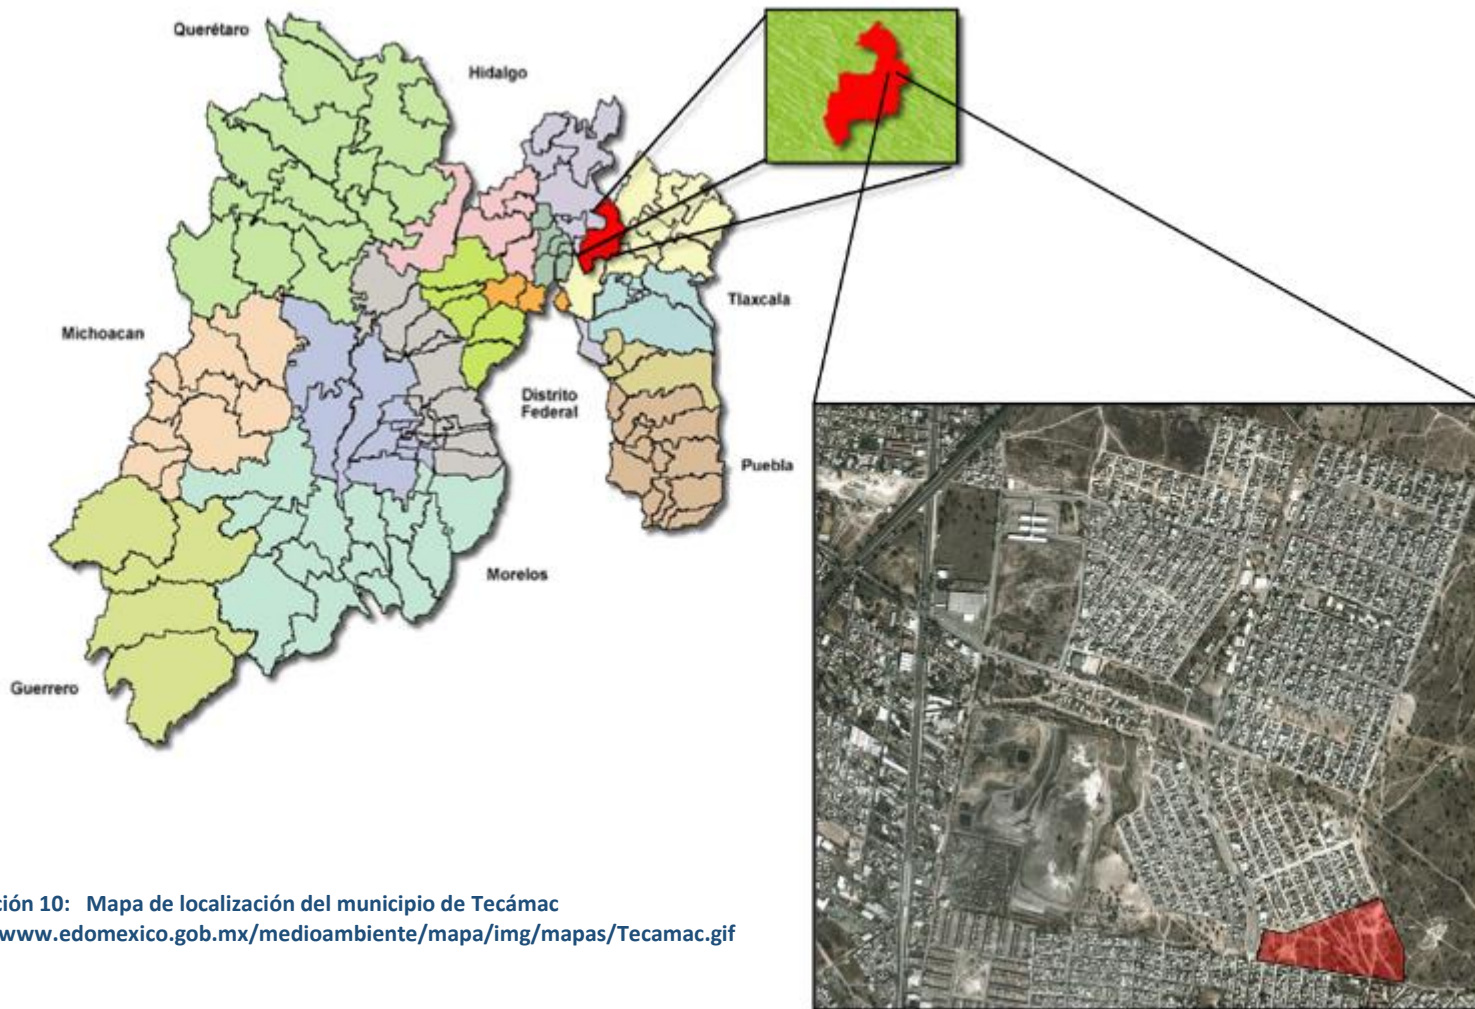 Querétaro
Hidalgo
Tlaxcala
Michoacan
Distrito
Federal
Puebla
Morelos
Guerrero
ción 10: Mapa de localización del municipio de Tecámac
www.edomexico.gob.mx/medioambiente/mapa/img/mapas/Tecamac.gif